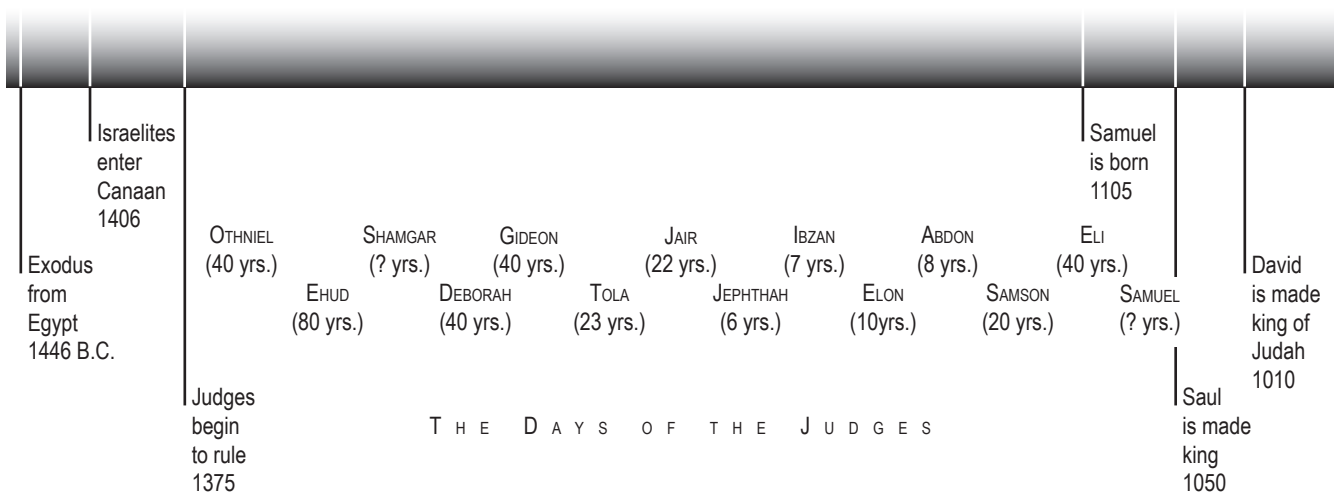 Exodus
from
Egypt
1446 B.C.
Israelites
enter
Canaan
1406
Judges
begin
to rule
1375
OTHNIEL
(40 yrs.)
EHUD
(80 yrs.)
SHAMGAR
(? yrs.)
DEBORAH
(40 yrs.)
GIDEON
(40 yrs.)
TOLA
(23 yrs.)
JAIR
(22 yrs.)
JEPHTHAH
(6 yrs.)
IBZAN
(7 yrs.)
ELON
(10yrs.)
ABDON
(8 yrs.)
SAMSON
(20 yrs.)
ELI
(40 yrs.)
SAMUEL
(? yrs.)
Samuel
is born
1105
Saul
is made
king
1050
David
is made
king of
Judah
1010
THE DAYS OF THE JUDGES